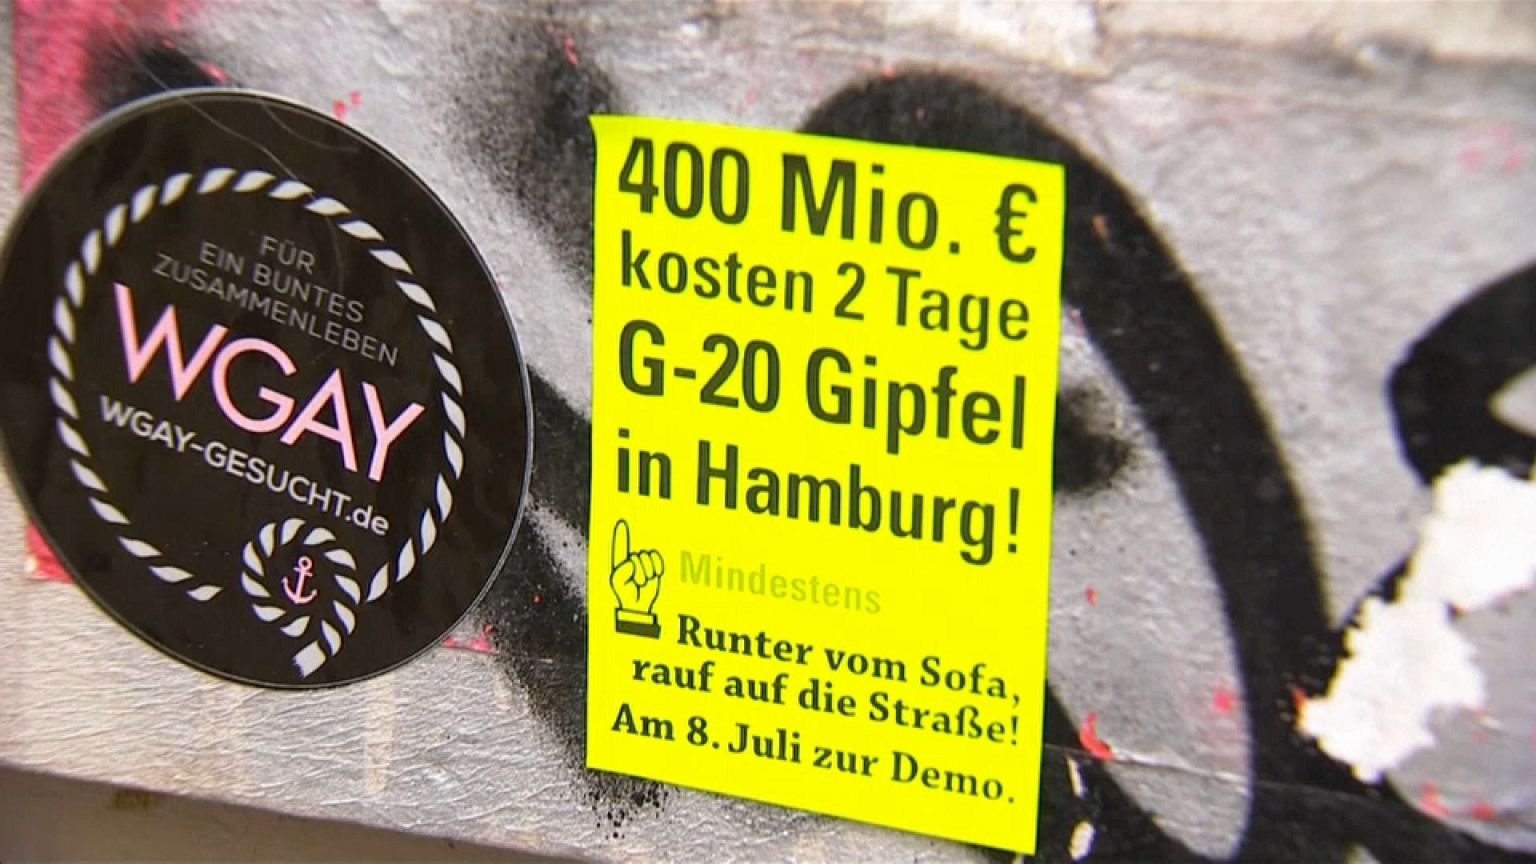 FÜR
EIN BUNTES
ZUSAMMENLEBEN
WGAY
WGAY-GESUCHT.de
400 Mio. €
kosten 2 Tage
G-20 Gipfel
in Hamburg!
Mindestens
Runter vom Sofa,
rauf auf die Straße!
Am 8. Juli zur Demo.